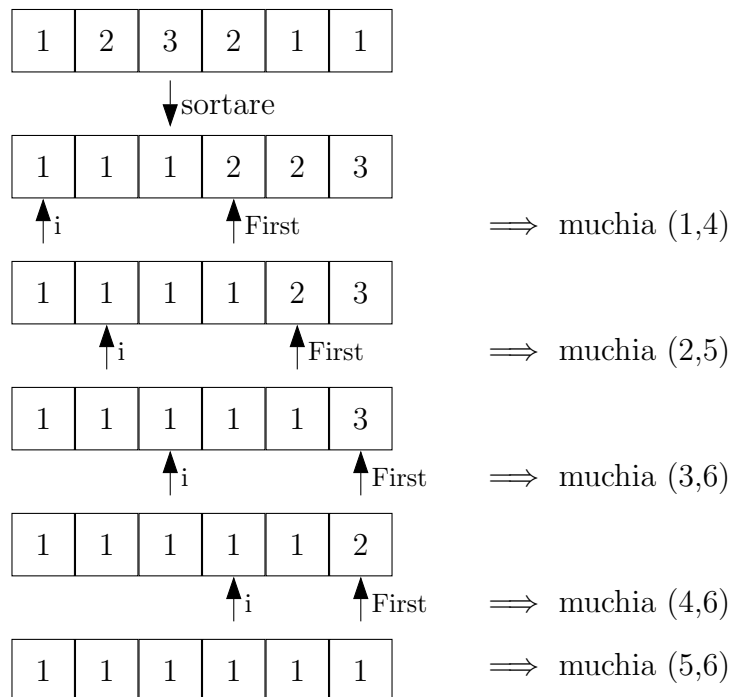 1 2 3 2 1 1
sortare
1 1 1 2 2 3
i First ⟹ muchia (1,4)
1 1 1 1 2 3
i First ⟹ muchia (2,5)
1 1 1 1 1 3
i First ⟹ muchia (3,6)
1 1 1 1 1 2
i First ⟹ muchia (4,6)
1 1 1 1 1 1 ⟹ muchia (5,6)